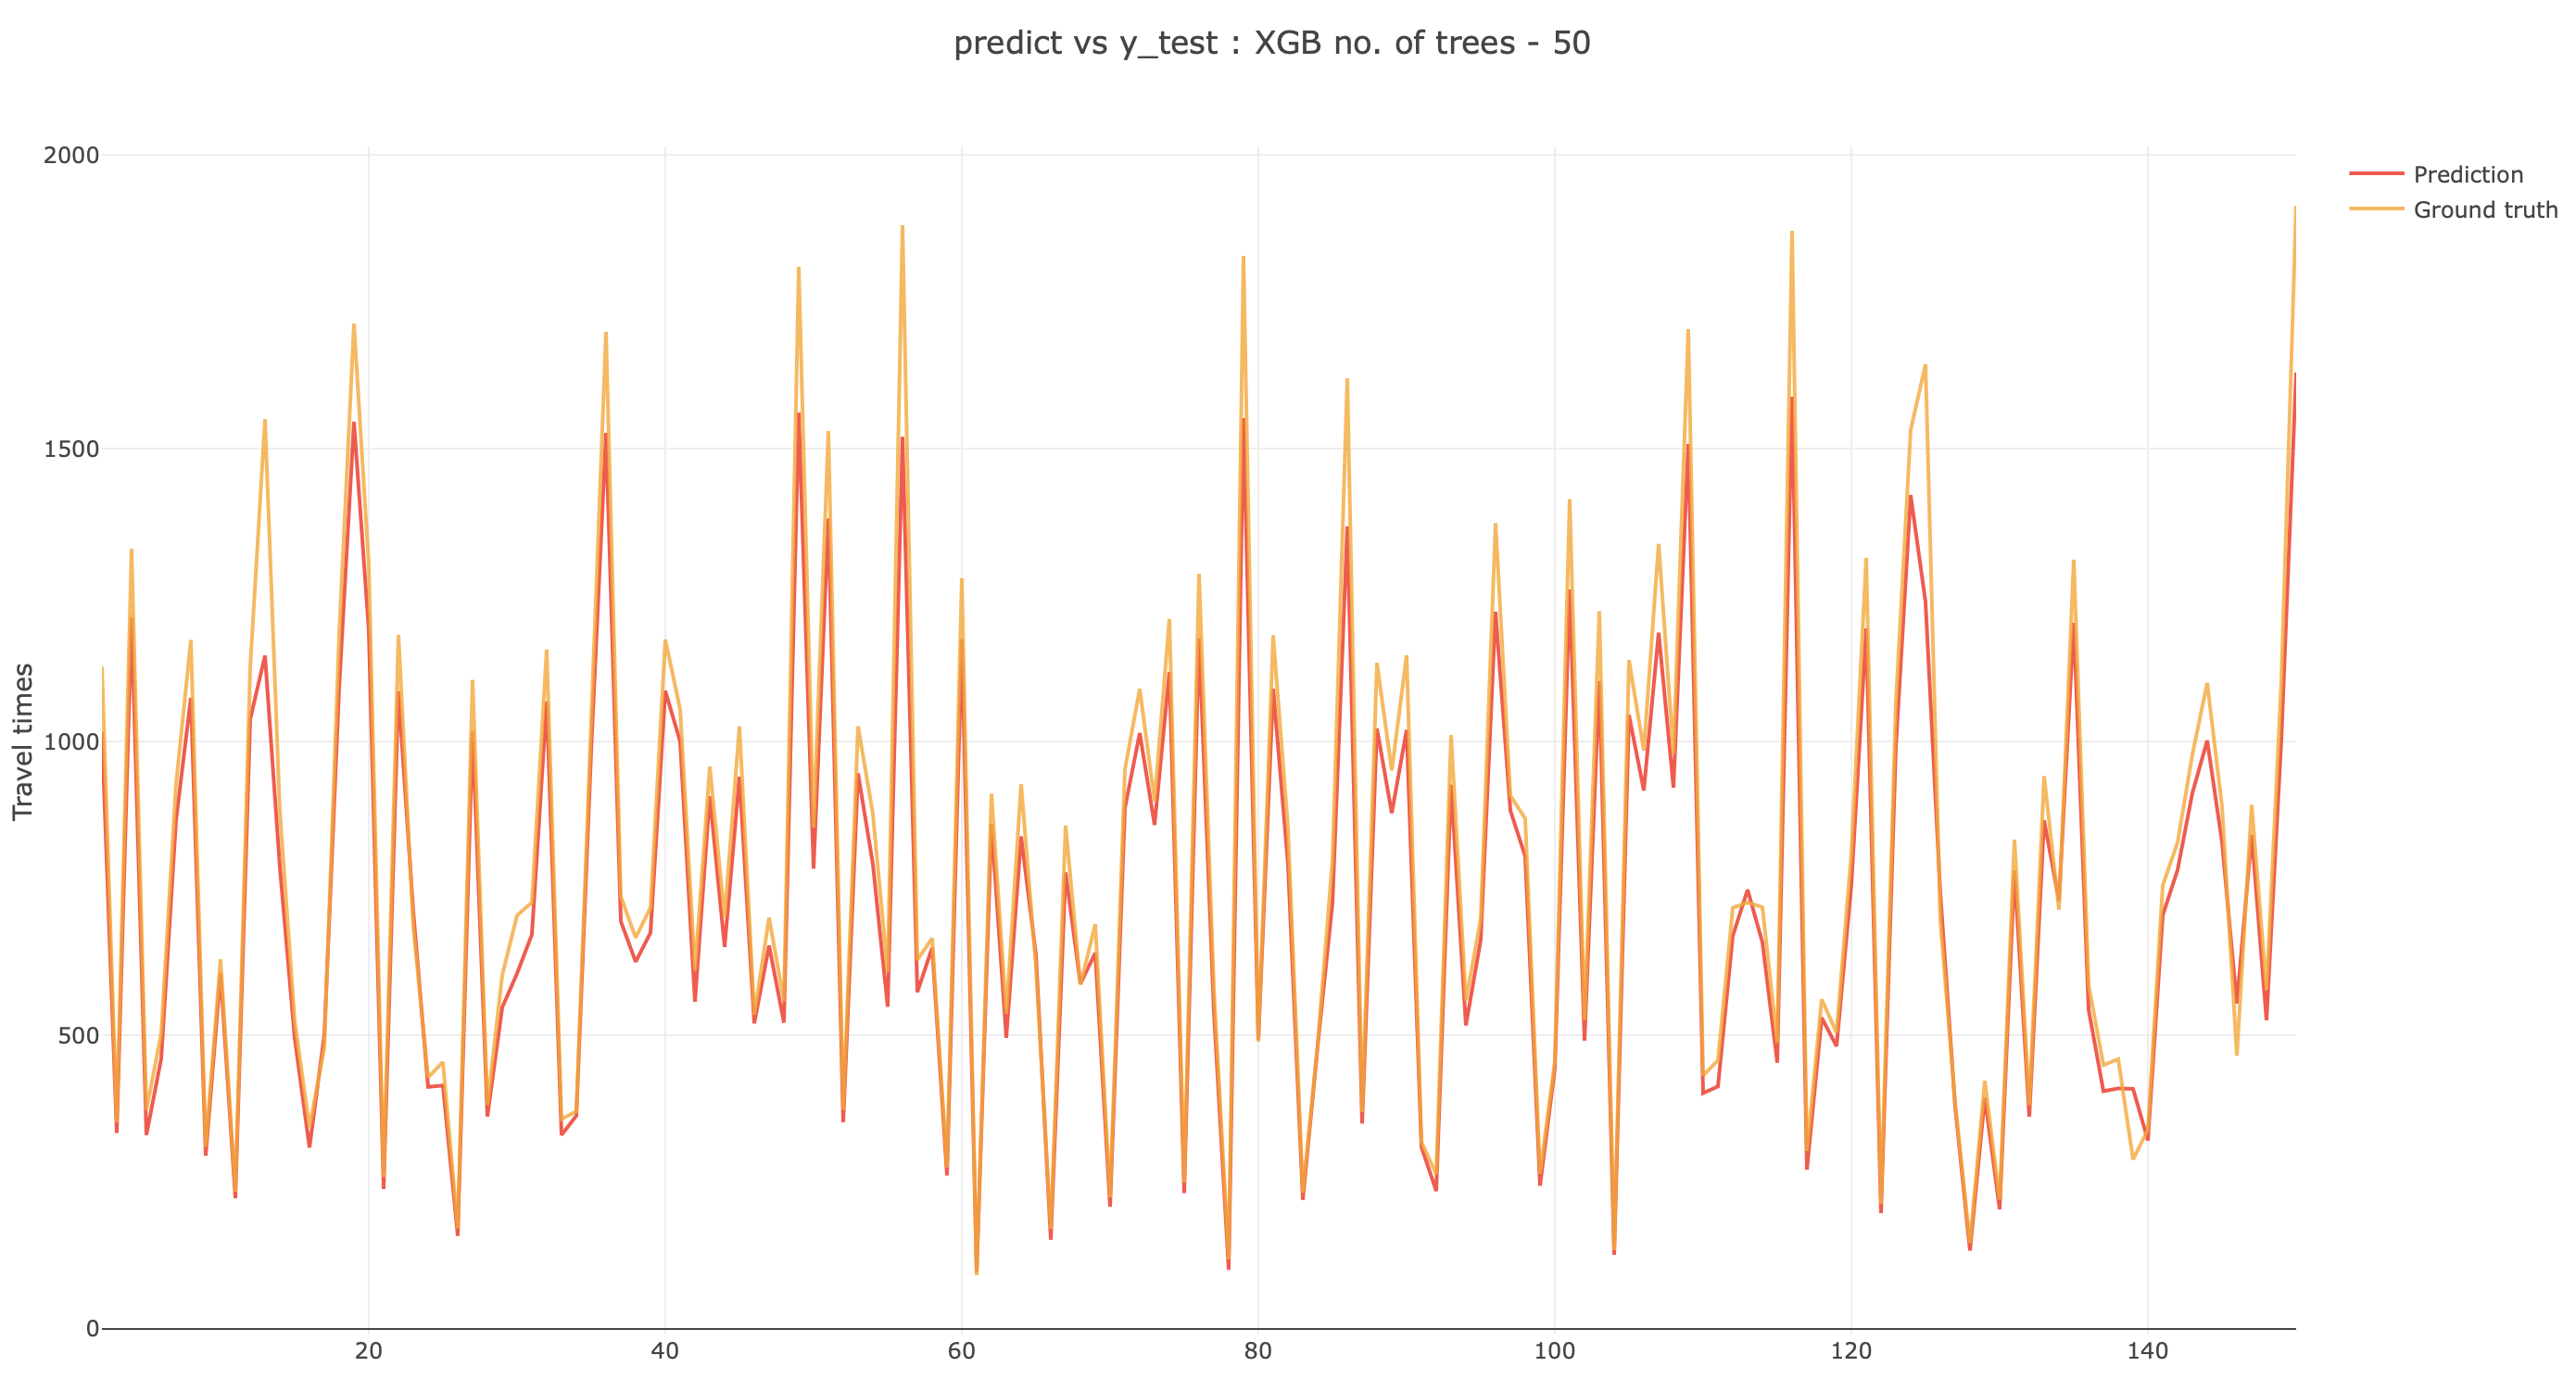 predict vs y_test : XGB no. of trees - 50
Prediction
Ground truth
Travel times
2000
1500
1000
500
0
20 40 60 80 100 120 140